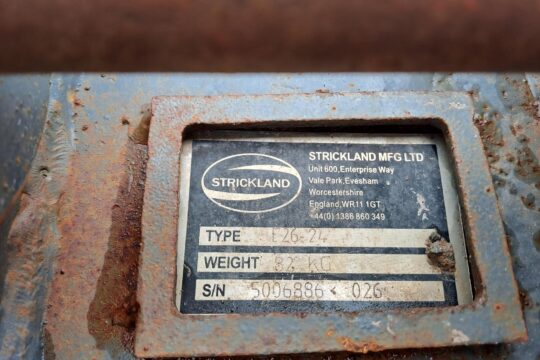 STRICKLAND
STRICKLAND MFG LTD
Unit 600, Enterprise Way
Vale Park, Evesham
Worcestershire
England, WR11 1GT
+44(0) 1386 860 349
TYPE
WEIGHT 82 KG
S/N 5006886 026